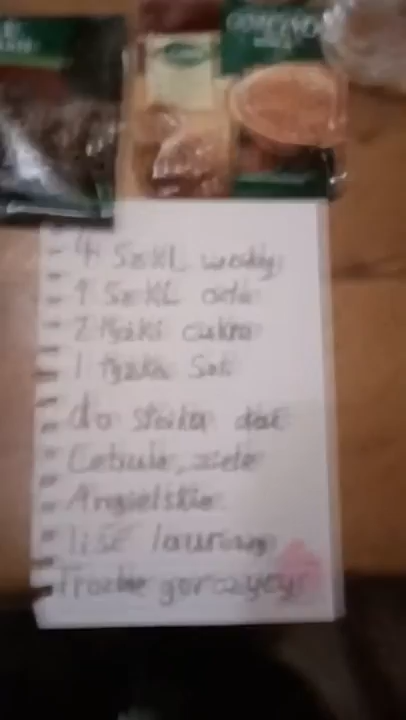 4 SzKL wody
1 SzKL octu
2 łyżki cukru
1 łyżka Soli
do słoika dać
Cebule, ziele
Angielskie
liść laurowy
Trochę gorczycy